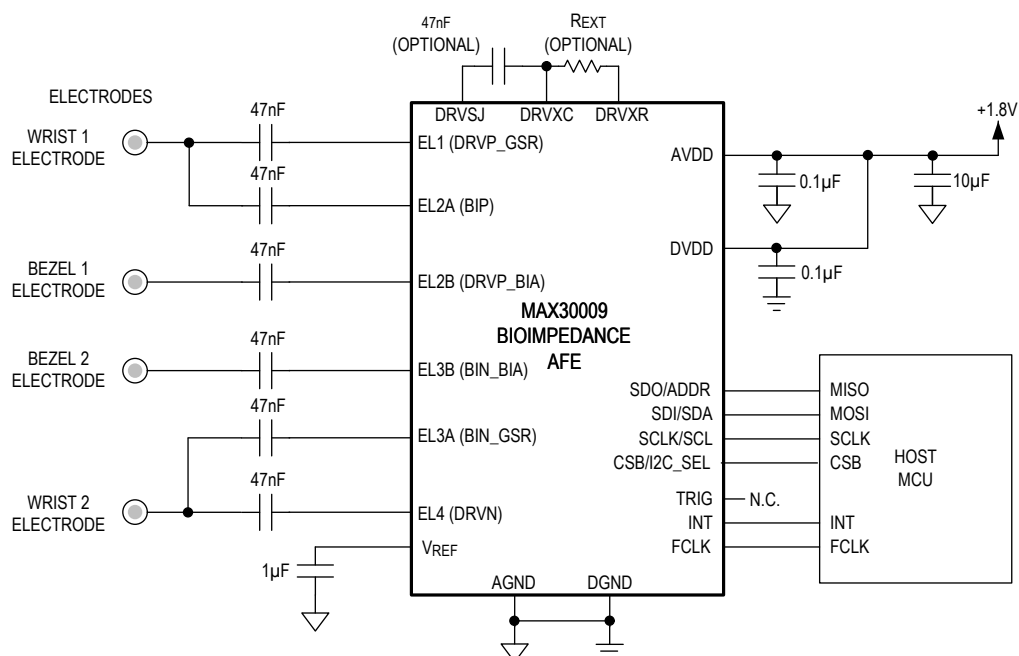 47nF
(OPTIONAL)
REXT
(OPTIONAL)
ELECTRODES
+1.8V
DRVSJ
DRVXC
DRVXR
WRIST 1
ELECTRODE
47nF
EL1 (DRVP_GSR)
AVDD
0.1µF
10µF
47nF
EL2A (BIP)
DVDD
0.1µF
BEZEL 1
ELECTRODE
47nF
EL2B (DRVP_BIA)
MAX30009
BIOIMPEDANCE
AFE
BEZEL 2
ELECTRODE
47nF
EL3B (BIN_BIA)
47nF
EL3A (BIN_GSR)
WRIST 2
ELECTRODE
47nF
EL4 (DRVN)
VREF
1µF
AGND
DGND
SDO/ADDR
SDI/SDA
SCLK/SCL
CSB/I2C_SEL
TRIG
N.C.
INT
FCLK
MISO
MOSI
SCLK
CSB
INT
FCLK
HOST
MCU